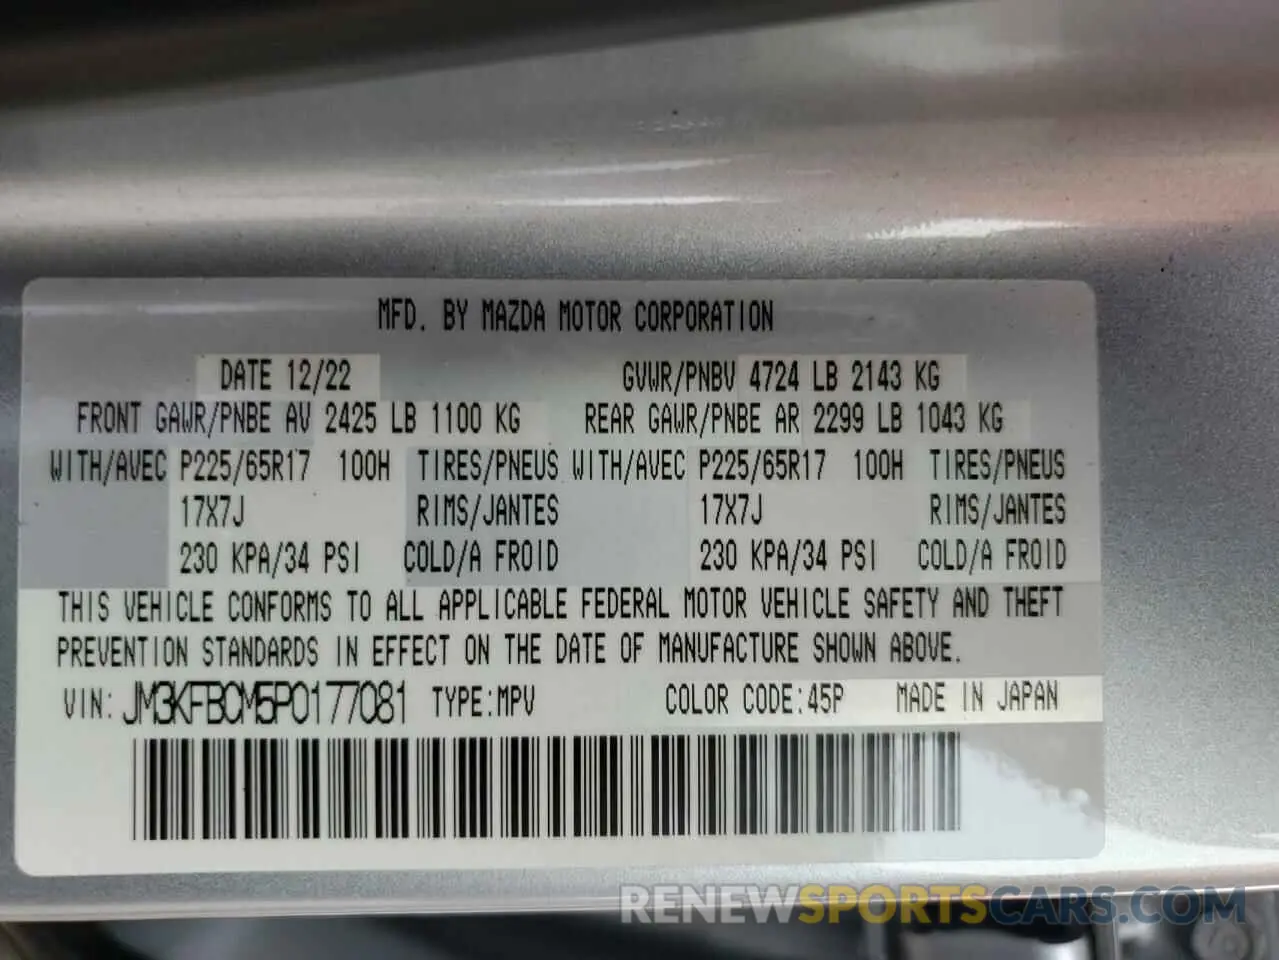 MFD. BY MAZDA MOTOR CORPORATION
DATE 12/22 GVWR/PNBV 4724 LB 2143 KG
FRONT GAWR/PNBE AV 2425 LB 1100 KG REAR GAWR/PNBE AR 2299 LB 1043 KG
WITH/AVEC P225/65R17 100H TIRES/PNEUS WITH/AVEC P225/65R17 100H TIRES/PNEUS
17X7J RIMS/JANTES 17X7J RIMS/JANTES
230 KPA/34 PSI COLD/A FROID 230 KPA/34 PSI COLD/A FROID
THIS VEHICLE CONFORMS TO ALL APPLICABLE FEDERAL MOTOR VEHICLE SAFETY AND THEFT
PREVENTION STANDARDS IN EFFECT ON THE DATE OF MANUFACTURE SHOWN ABOVE.
VIN: JM3KFBCM5P0177081 TYPE:MPV COLOR CODE:45P MADE IN JAPAN
RENEWSPORTSCARS.COM